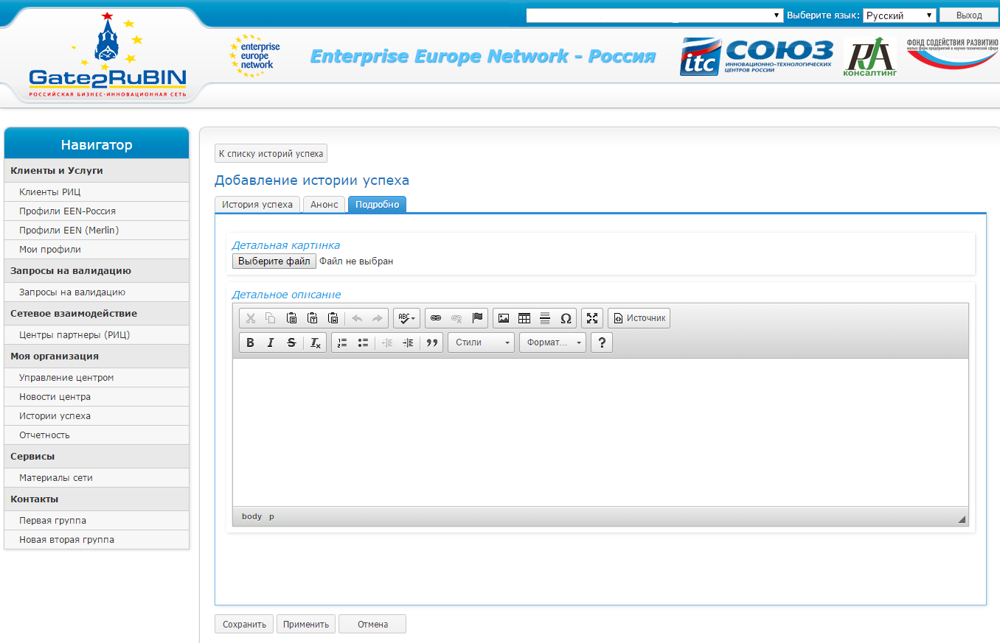 Выберите язык: Русский Выход
enterprise
europe
network
Enterprise Europe Network - Россия
itc СОЮЗ
ИННОВАЦИОННО-ТЕХНОЛОГИЧЕСКИХ
ЦЕНТРОВ РОССИИ
КОНСАЛТИНГ
ФОНД СОДЕЙСТВИЯ РАЗВИТИЮ
малых форм предприятий в научно-технической сфере
Gate2RuBIN
РОССИЙСКАЯ БИЗНЕС-ИННОВАЦИОННАЯ СЕТЬ
Навигатор
Клиенты и Услуги
Клиенты РИЦ
Профили EEN-Россия
Профили EEN (Merlin)
Мои профили
Запросы на валидацию
Запросы на валидацию
Сетевое взаимодействие
Центры партнеры (РИЦ)
Моя организация
Управление центром
Новости центра
Истории успеха
Отчетность
Сервисы
Материалы сети
Контакты
Первая группа
Новая вторая группа
К списку историй успеха
Добавление истории успеха
История успеха Анонс Подробно
Детальная картинка
Выберите файл Файл не выбран
Детальное описание
ABC Ω Источник
B I S Ix Стили Формат... ?
body p
Сохранить Применить Отмена